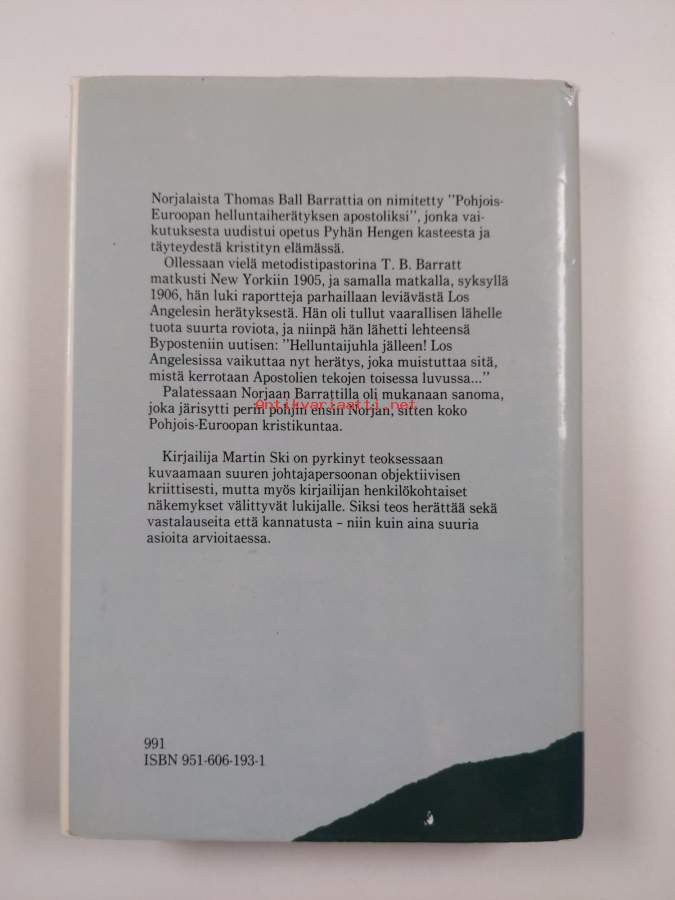 Norjalaista Thomas Ball Barrattia on nimitetty "Pohjois-
Euroopan helluntaiherätyksen apostoliksi", jonka vai-
kutuksesta uudistui opetus Pyhän Hengen kasteesta ja
täyteydestä kristityn elämässä.
Ollessaan vielä metodistipastorina T. B. Barratt
matkusti New Yorkiin 1905, ja samalla matkalla, syksyllä
1906, hän luki raportteja parhaillaan leviävästä Los
Angelesin herätyksestä. Hän oli tullut vaarallisen lähelle
tuota suurta roviota, ja niinpä hän lähetti lehteensä
Byposteniin uutisen: "Helluntaijuhla jälleen! Los
Angelesissa vaikuttaa nyt herätys, joka muistuttaa sitä,
mistä kerrotaan Apostolien tekojen toisessa luvussa..."
Palatessaan Norjaan Barrattilla oli mukanaan sanoma,
antikvariaatti.net
joka järisytti perin pohjin ensin Norjan, sitten koko
Pohjois-Euroopan kristikuntaa.
Kirjailija Martin Ski on pyrkinyt teoksessaan
kuvaamaan suuren johtajapersoonan objektiivisen
kriittisesti, mutta myös kirjailijan henkilökohtaiset
näkemykset välittyvät lukijalle. Siksi teos herättää sekä
vastalauseita että kannatusta – niin kuin aina suuria
asioita arvioitaessa.
991
ISBN 951-606-193-1